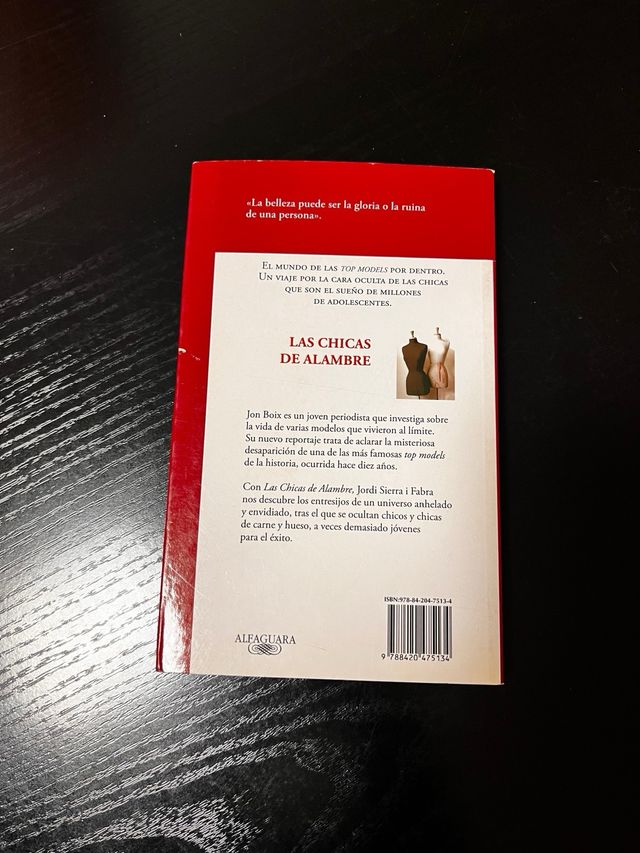 «La belleza puede ser la gloria o la ruina
de una persona».
EL MUNDO DE LAS TOP MODELS POR DENTRO.
UN VIAJE POR LA CARA OCULTA DE LAS CHICAS
QUE SON EL SUEÑO DE MILLONES
DE ADOLESCENTES.
LAS CHICAS
DE ALAMBRE
Jon Boix es un joven periodista que investiga sobre
la vida de varias modelos que vivieron al límite.
Su nuevo reportaje trata de aclarar la misteriosa
desaparición de una de las más famosas top models
de la historia, ocurrida hace diez años.
Con Las Chicas de Alambre, Jordi Sierra i Fabra
nos descubre los entresijos de un universo anhelado
y envidiado, tras el que se ocultan chicos y chicas
de carne y hueso, a veces demasiado jóvenes
para el éxito.
ISBN:978-84-204-7513-4
ALFAGUARA
9 788420 475134